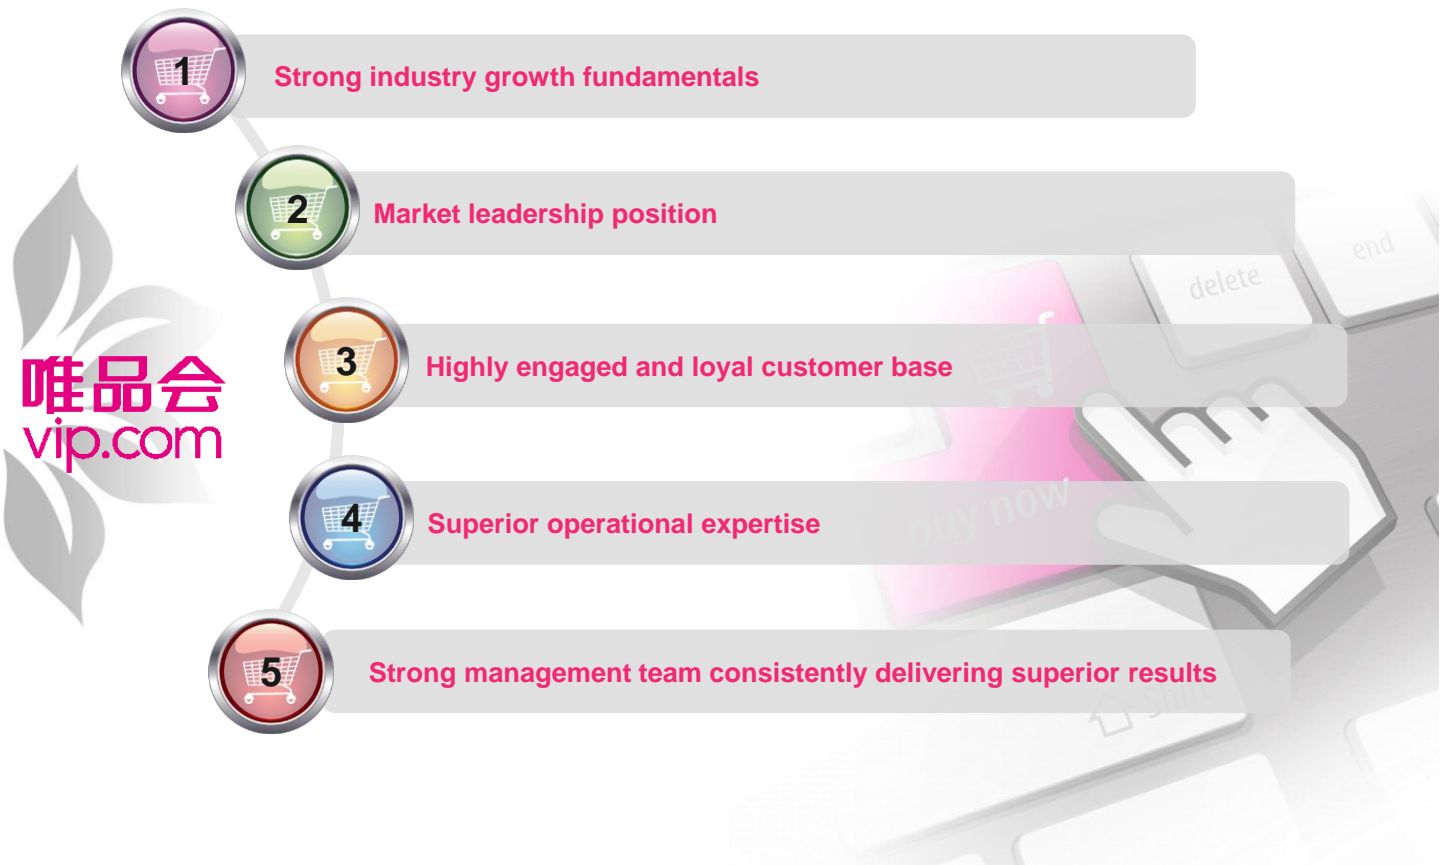 1
Strong industry growth fundamentals
2
Market leadership position
delete
end
3
Highly engaged and loyal customer base
唯品会
vip.com
4
Superior operational expertise
buy now
5
Strong management team consistently delivering superior results
Shift